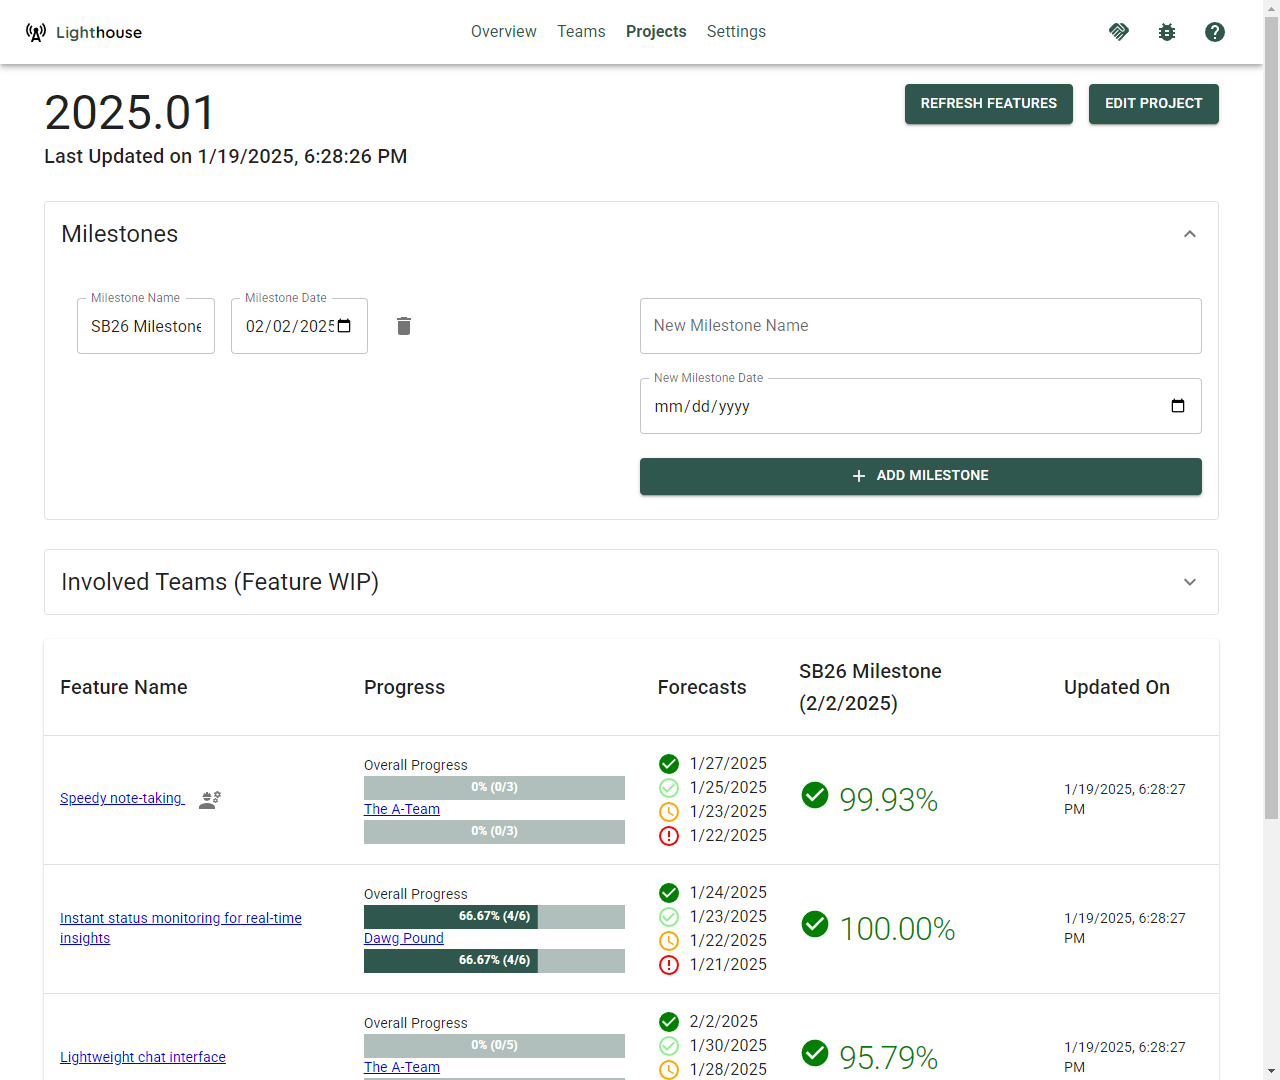 Lighthouse
Overview Teams Projects Settings
2025.01
REFRESH FEATURES
EDIT PROJECT
Last Updated on 1/19/2025, 6:28:26 PM
Milestones
Milestone Name
SB26 Milestone
Milestone Date
02/02/2025
New Milestone Name
New Milestone Date
mm/dd/yyyy
ADD MILESTONE
Involved Teams (Feature WIP)
Feature Name
Progress
Forecasts
SB26 Milestone
(2/2/2025)
Updated On
Speedy note-taking
Overall Progress
0% (0/3)
The A-Team
0% (0/3)
1/27/2025
1/25/2025
1/23/2025
1/22/2025
99.93%
1/19/2025, 6:28:27
PM
Instant status monitoring for real-time
insights
Overall Progress
66.67% (4/6)
Dawg Pound
66.67% (4/6)
1/24/2025
1/23/2025
1/22/2025
1/21/2025
100.00%
1/19/2025, 6:28:27
PM
Lightweight chat interface
Overall Progress
0% (0/5)
The A-Team
2/2/2025
1/30/2025
1/28/2025
95.79%
1/19/2025, 6:28:27
PM